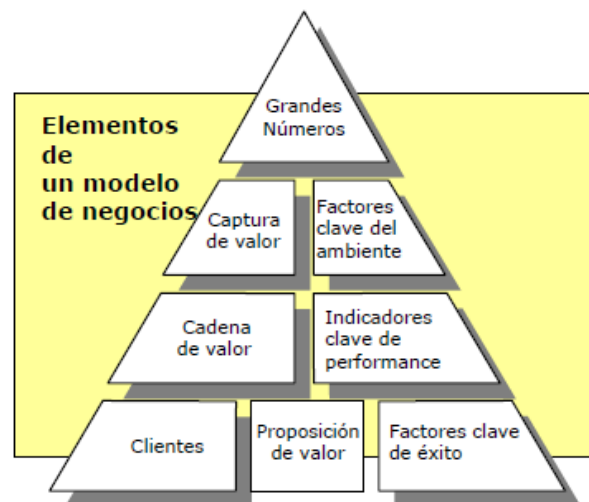 Grandes
Números
Elementos
de
un modelo
de negocios
Captura
de valor
Factores
clave del
ambiente
Cadena
de valor
Indicadores
clave de
performance
Clientes
Proposición
de valor
Factores clave
de éxito